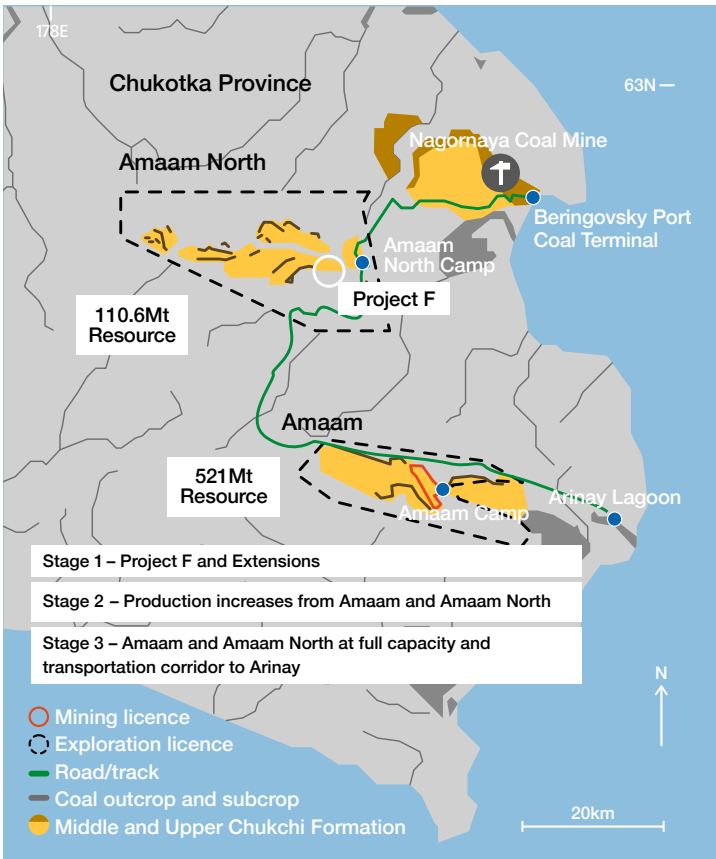 178E
63N
Chukotka Province
Nagornaya Coal Mine
Amaam North
Beringovsky Port
Coal Terminal
Amaam
North Camp
Project F
110.6Mt
Resource
Amaam
521Mt
Resource
Arinay Lagoon
Amaam Camp
Stage 1 – Project F and Extensions
Stage 2 – Production increases from Amaam and Amaam North
Stage 3 – Amaam and Amaam North at full capacity and
transportation corridor to Arinay
N
Mining licence
Exploration licence
Road/track
Coal outcrop and subcrop
Middle and Upper Chukchi Formation
20km